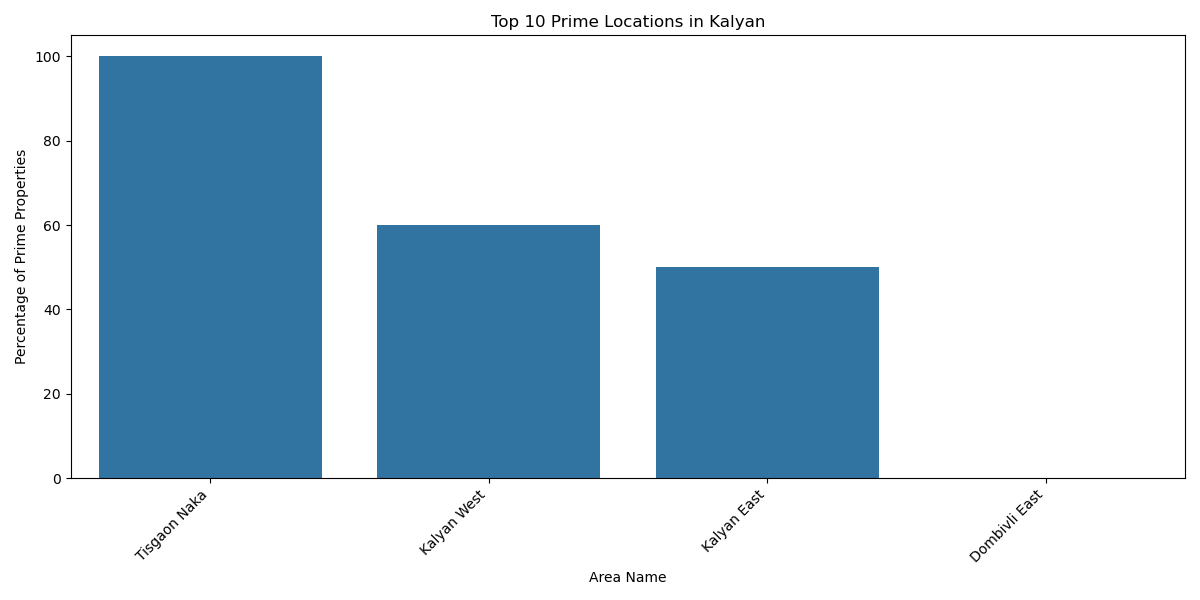 Top 10 Prime Locations in Kalyan
Percentage of Prime Properties
100
80
60
40
20
0
Tisgaon Naka
Kalyan West
Kalyan East
Dombivli East
Area Name